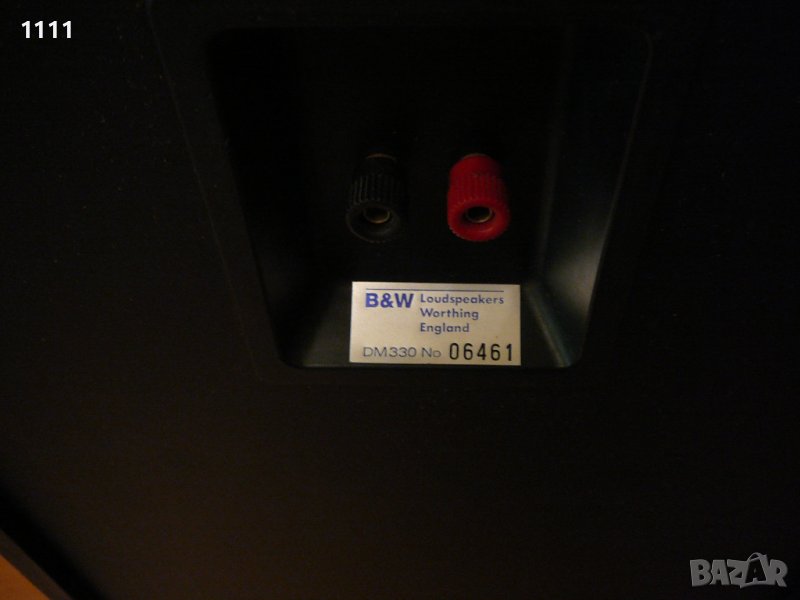 1111
B&W Loudspeakers
Worthing
England
DM330 No 06461
BAZAR